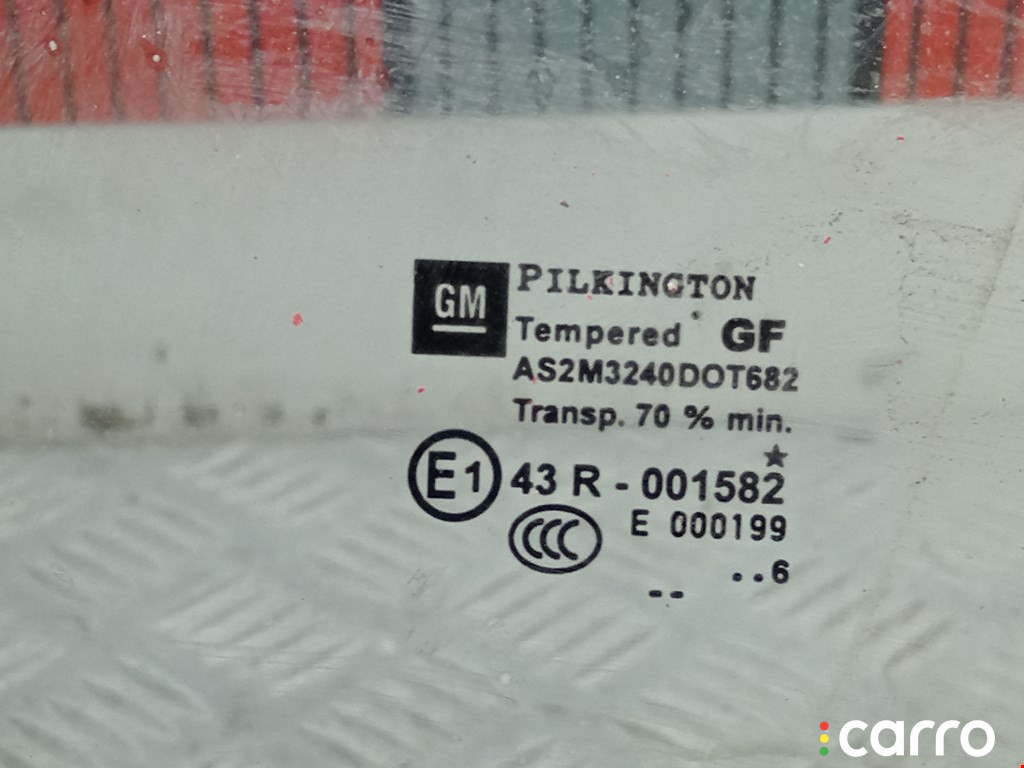 GM
PILKINGTON
Tempered GF
AS2M3240DOT682
Transp. 70 % min.
E1 43 R - 001582
CCC E 000199
..6
--
carro